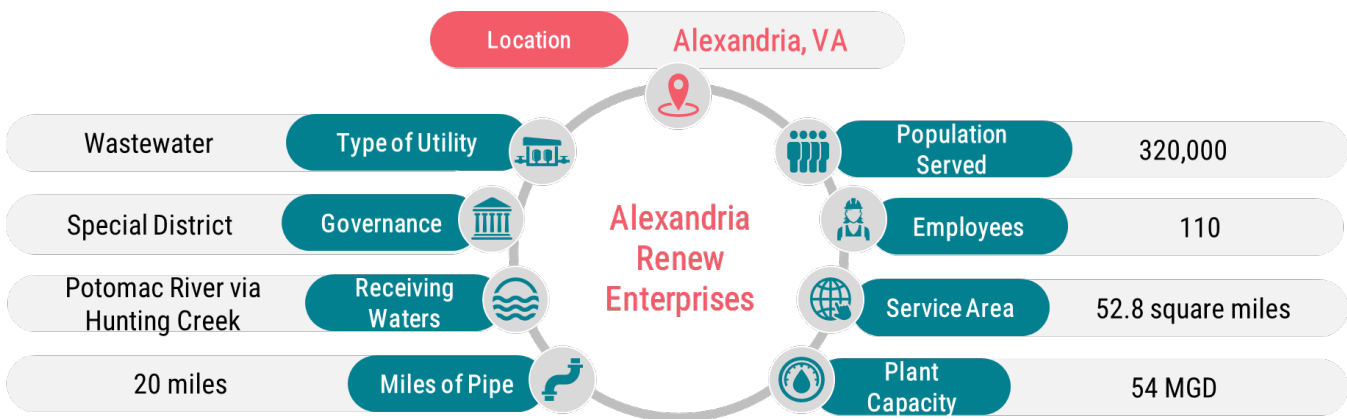 Location
Alexandria, VA
Wastewater
Type of Utility
Special District
Governance
Potomac River via
Hunting Creek
Receiving
Waters
20 miles
Miles of Pipe
Alexandria
Renew
Enterprises
Population
Served
320,000
Employees
110
Service Area
52.8 square miles
Plant
Capacity
54 MGD